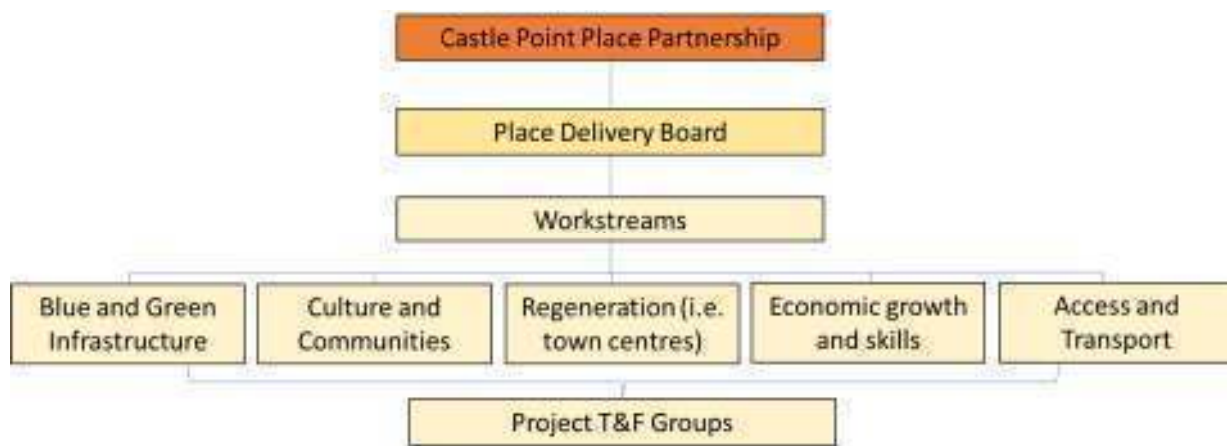 Castle Point Place Partnership
Place Delivery Board
Workstreams
Blue and Green
Infrastructure
Culture and
Communities
Regeneration (i.e.
town centres)
Economic growth
and skills
Access and
Transport
Project T&F Groups